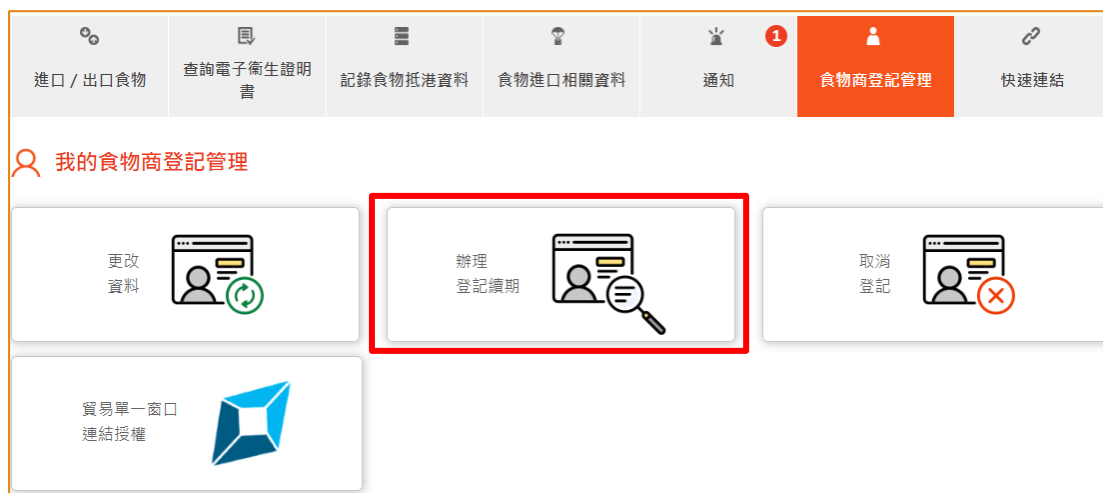 進口 / 出口食物
查詢電子衞生證明
書
記錄食物抵港資料
食物進口相關資料
通知
1
食物商登記管理
快速連結
我的食物商登記管理
更改
資料
辦理
登記續期
取消
登記
貿易單一窗口
連結授權